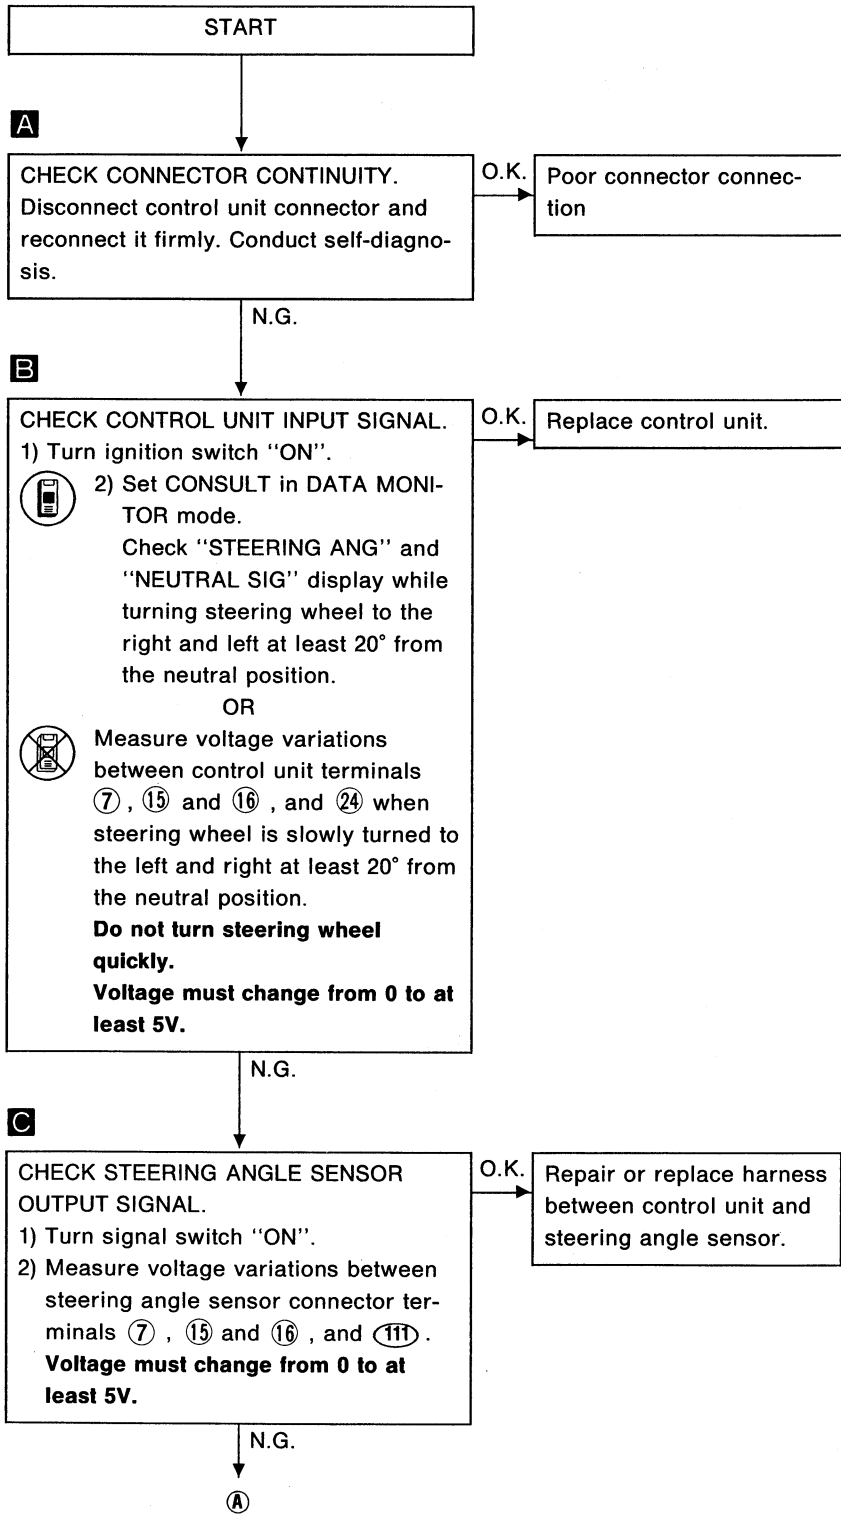 START
A
CHECK CONNECTOR CONTINUITY.
Disconnect control unit connector and
reconnect it firmly. Conduct self-diagno-
sis.
O.K.
Poor connector connec-
tion
N.G.
B
CHECK CONTROL UNIT INPUT SIGNAL.
1) Turn ignition switch ''ON''.
2) Set CONSULT in DATA MONI-
TOR mode.
Check ''STEERING ANG'' and
''NEUTRAL SIG'' display while
turning steering wheel to the
right and left at least 20° from
the neutral position.
OR
Measure voltage variations
between control unit terminals
⑦ , ⑮ and ⑯ , and ㉔ when
steering wheel is slowly turned to
the left and right at least 20° from
the neutral position.
Do not turn steering wheel
quickly.
Voltage must change from 0 to at
least 5V.
O.K.
Replace control unit.
N.G.
C
CHECK STEERING ANGLE SENSOR
OUTPUT SIGNAL.
1) Turn signal switch ''ON''.
2) Measure voltage variations between
steering angle sensor connector ter-
minals ⑦ , ⑮ and ⑯ , and (111) .
Voltage must change from 0 to at
least 5V.
O.K.
Repair or replace harness
between control unit and
steering angle sensor.
N.G.
Ⓐ